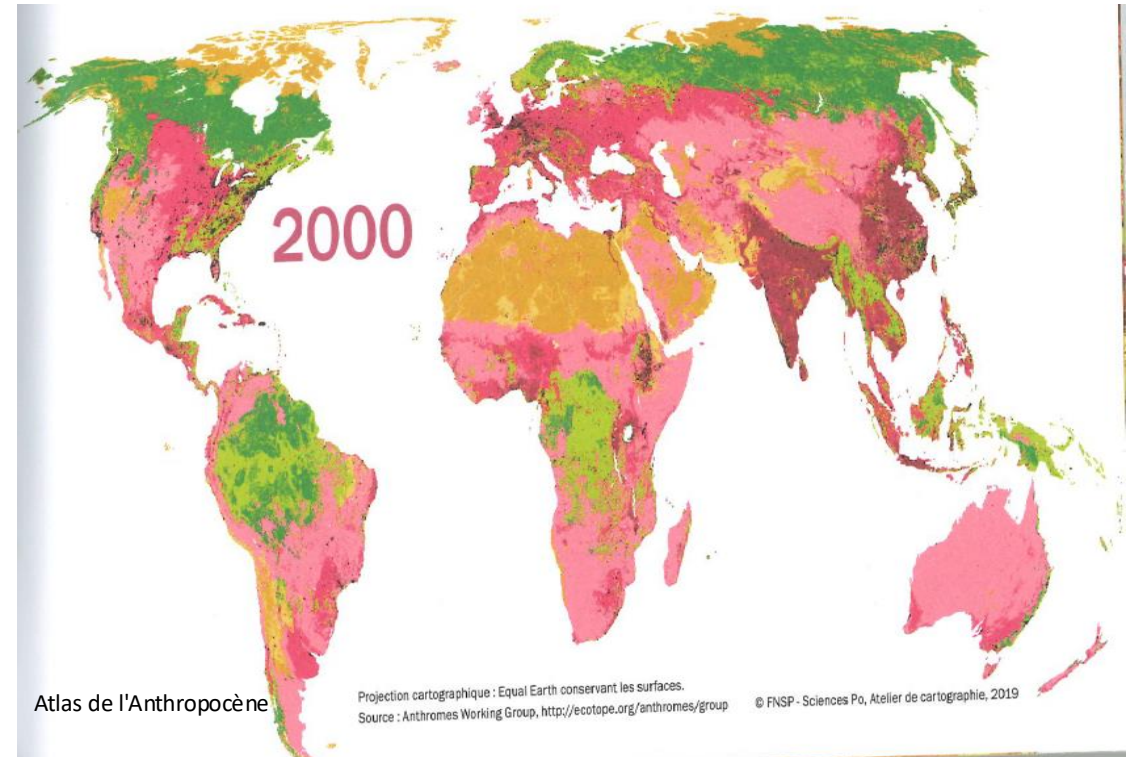 2000
Atlas de l'Anthropocène
Projection cartographique : Equal Earth conservant les surfaces.
Source : Anthromes Working Group, http://ecotope.org/anthromes/group
© FNSP - Sciences Po, Atelier de cartographie, 2019